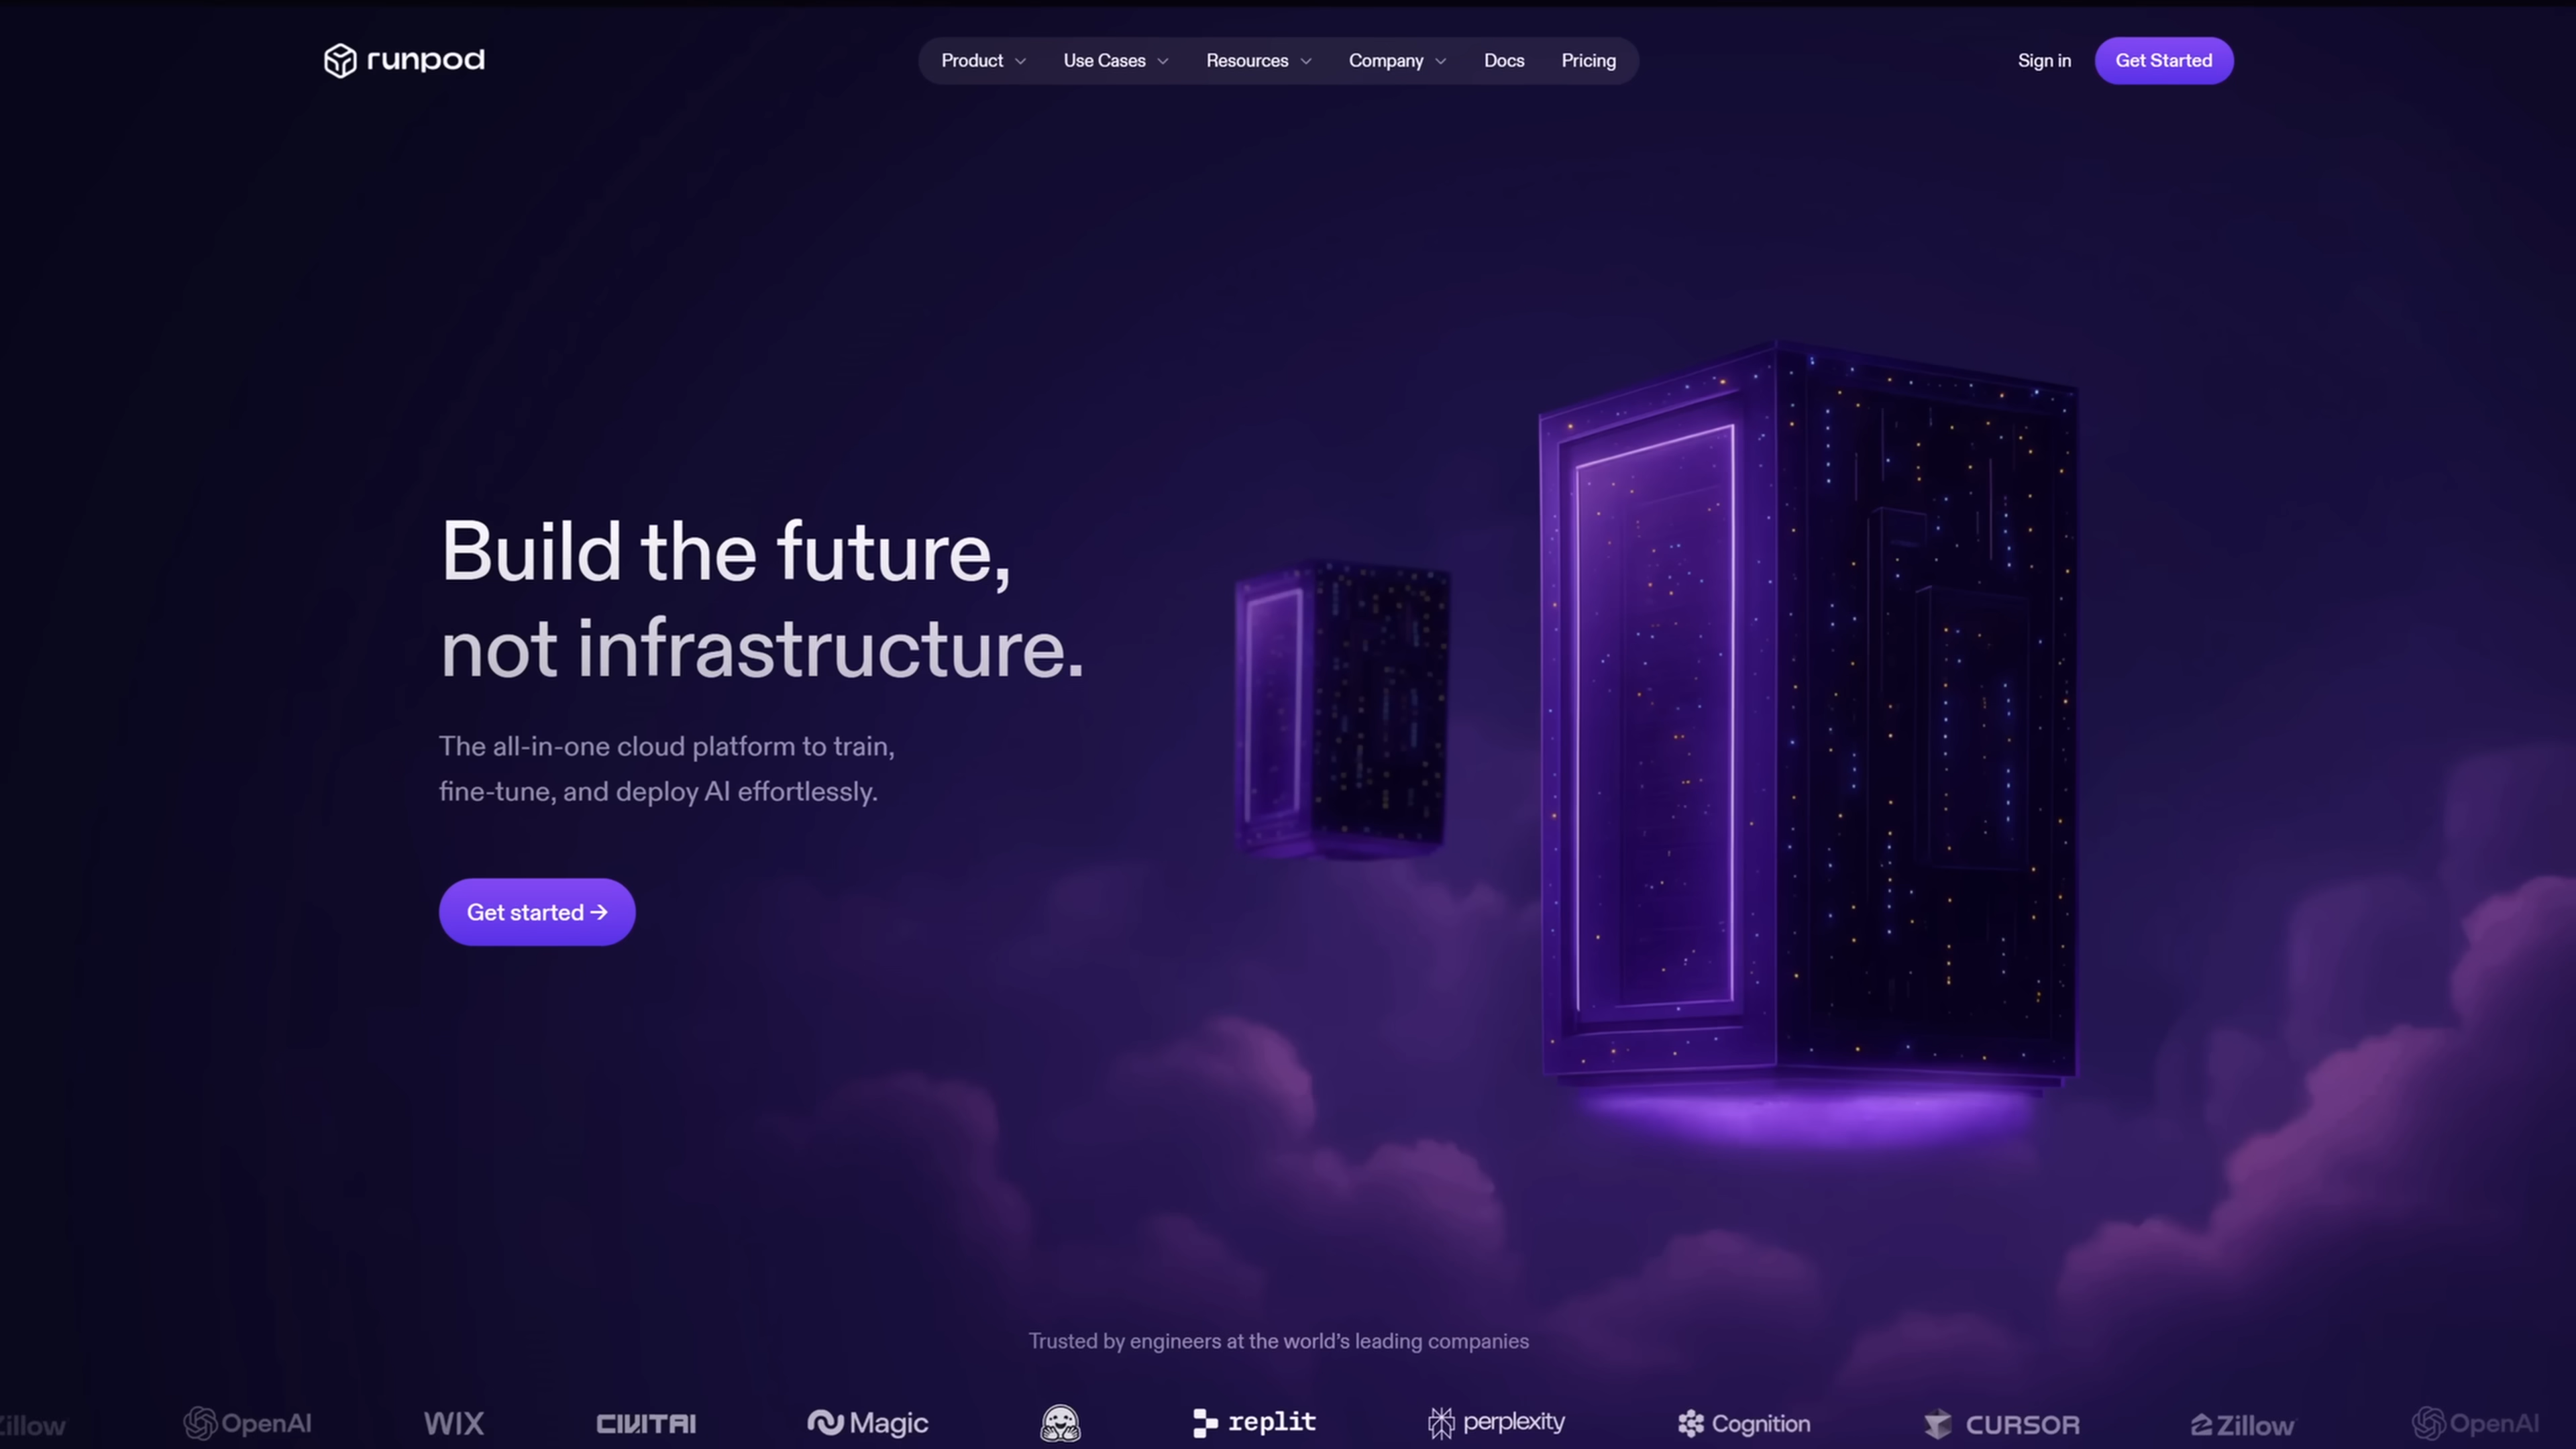 runpod
Product
Use Cases
Resources
Company
Docs
Pricing
Sign in
Get Started
Build the future,
not infrastructure.
The all-in-one cloud platform to train,
fine-tune, and deploy AI effortlessly.
Get started →
Trusted by engineers at the world's leading companies
Zillow
OpenAI
WIX
CIVITAI
Magic
replit
perplexity
Cognition
CURSOR
Zillow
OpenAI